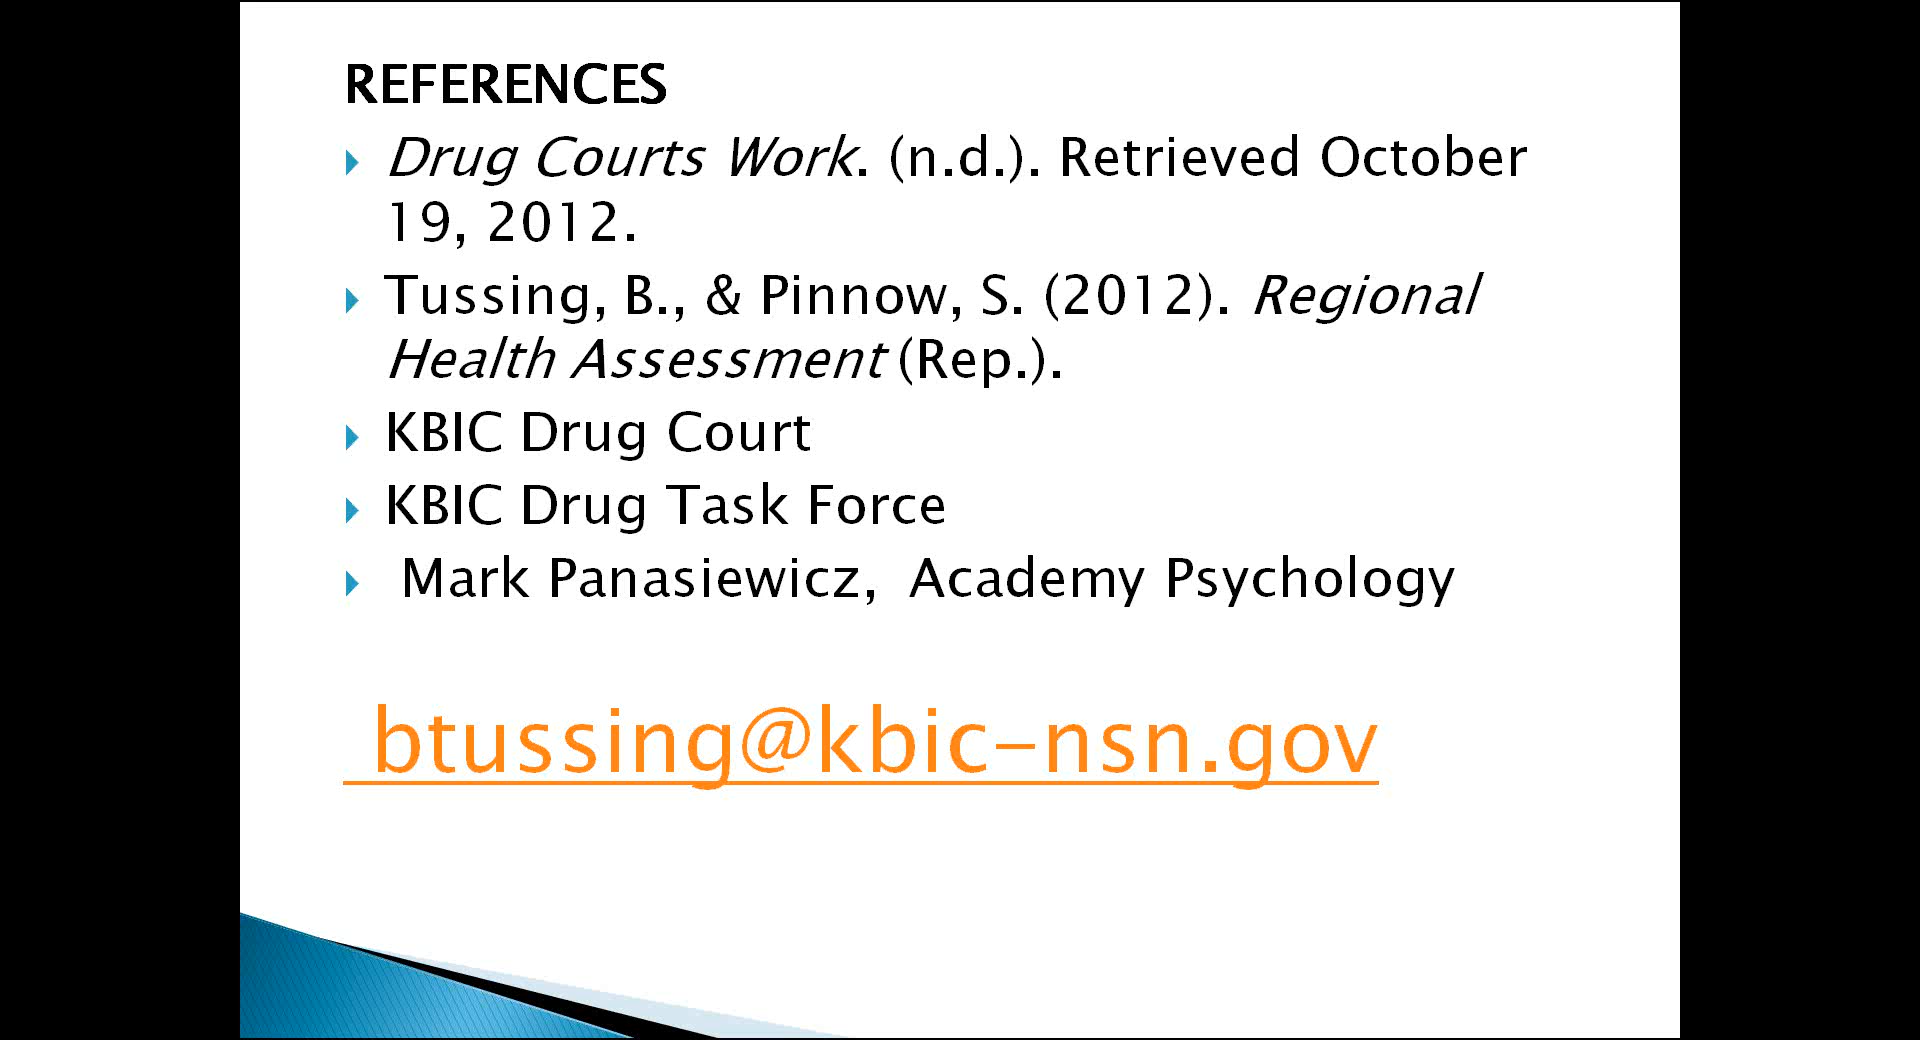 REFERENCES
Drug Courts Work. (n.d.). Retrieved October
19, 2012.
Tussing, B., & Pinnow, S. (2012). Regional
Health Assessment (Rep.).
KBIC Drug Court
KBIC Drug Task Force
Mark Panasiewicz, Academy Psychology
btussing@kbic-nsn.gov